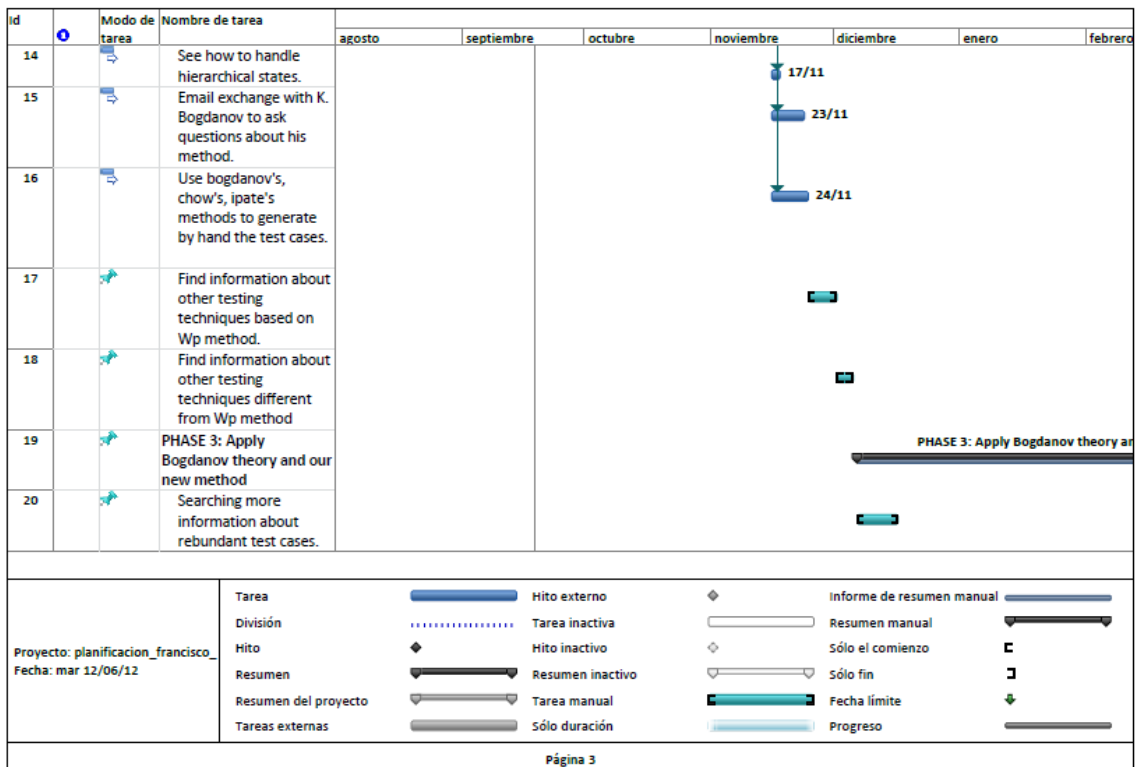 Id
Modo de
tarea
Nombre de tarea
agosto
septiembre
octubre
noviembre
diciembre
enero
febrero
14
See how to handle
hierarchical states.
17/11
15
Email exchange with K.
Bogdanov to ask
questions about his
method.
23/11
16
Use bogdanov's,
chow's, ipate's
methods to generate
by hand the test cases.
24/11
17
Find information about
other testing
techniques based on
Wp method.
18
Find information about
other testing
techniques different
from Wp method
19
PHASE 3: Apply
Bogdanov theory and our
new method
PHASE 3: Apply Bogdanov theory ar
20
Searching more
information about
rebundant test cases.
Proyecto: planificacion_francisco_
Fecha: mar 12/06/12
Tarea
División
Hito
Resumen
Resumen del proyecto
Tareas externas
Hito externo
Tarea inactiva
Hito inactivo
Resumen inactivo
Tarea manual
Sólo duración
Informe de resumen manual
Resumen manual
Sólo el comienzo
Sólo fin
Fecha límite
Progreso
Página 3